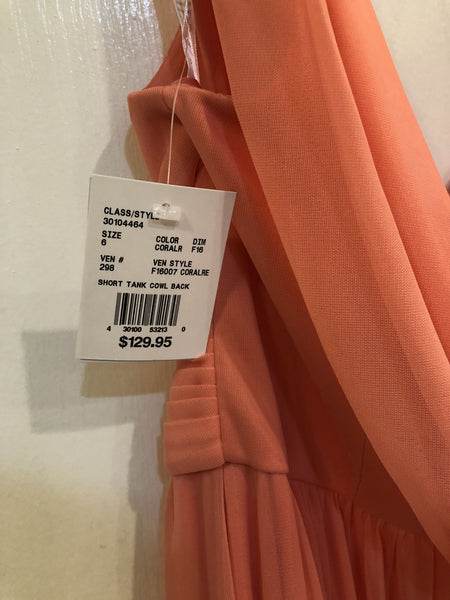 CLASS/STYLE
30104464
SIZE COLOR DIM
6 CORALR F16
VEN # VEN STYLE
298 F16007 CORALRE
SHORT TANK COWL BACK
4 30100 53213 0
$129.95